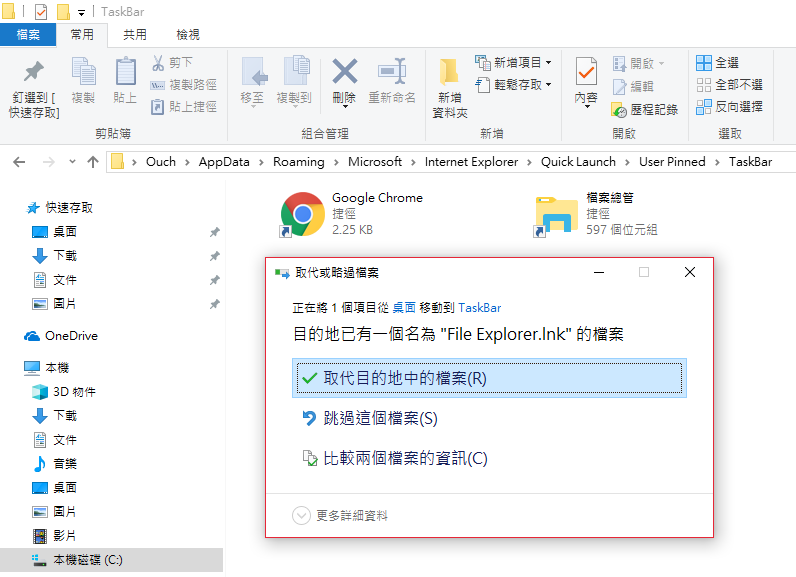 TaskBar
檔案 常用 共用 檢視
釘選到 [
快速存取]
複製
貼上
剪下
複製路徑
貼上捷徑
剪貼簿
移至
複製到
刪除
重新命名
組合管理
新增
資料夾
新增項目
輕鬆存取
新增
內容
開啟
編輯
歷程記錄
開啟
全選
全部不選
反向選擇
選取
Ouch > AppData > Roaming > Microsoft > Internet Explorer > Quick Launch > User Pinned > TaskBar
快速存取
桌面
下載
文件
圖片
OneDrive
本機
3D 物件
下載
文件
音樂
桌面
圖片
影片
本機磁碟 (C:)
Google Chrome
捷徑
2.25 KB
檔案總管
捷徑
597 個位元組
取代或略過檔案
正在將 1 個項目從 桌面 移動到 TaskBar
目的地已有一個名為 "File Explorer.lnk" 的檔案
取代目的地中的檔案(R)
跳過這個檔案(S)
比較兩個檔案的資訊(C)
更多詳細資料